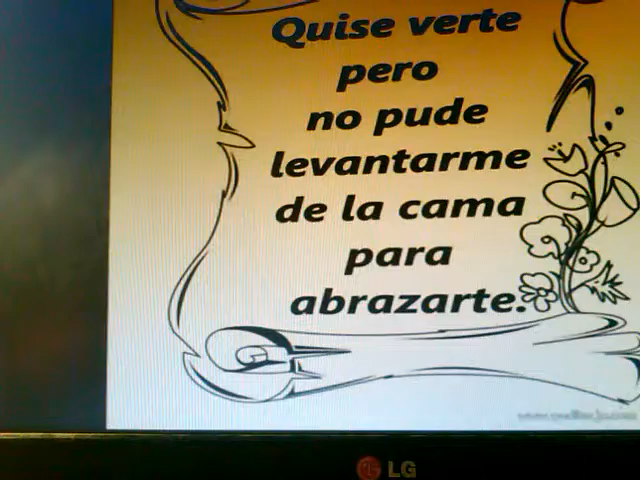 Quise verte
pero
no pude
levantarme
de la cama
para
abrazarte.
LG